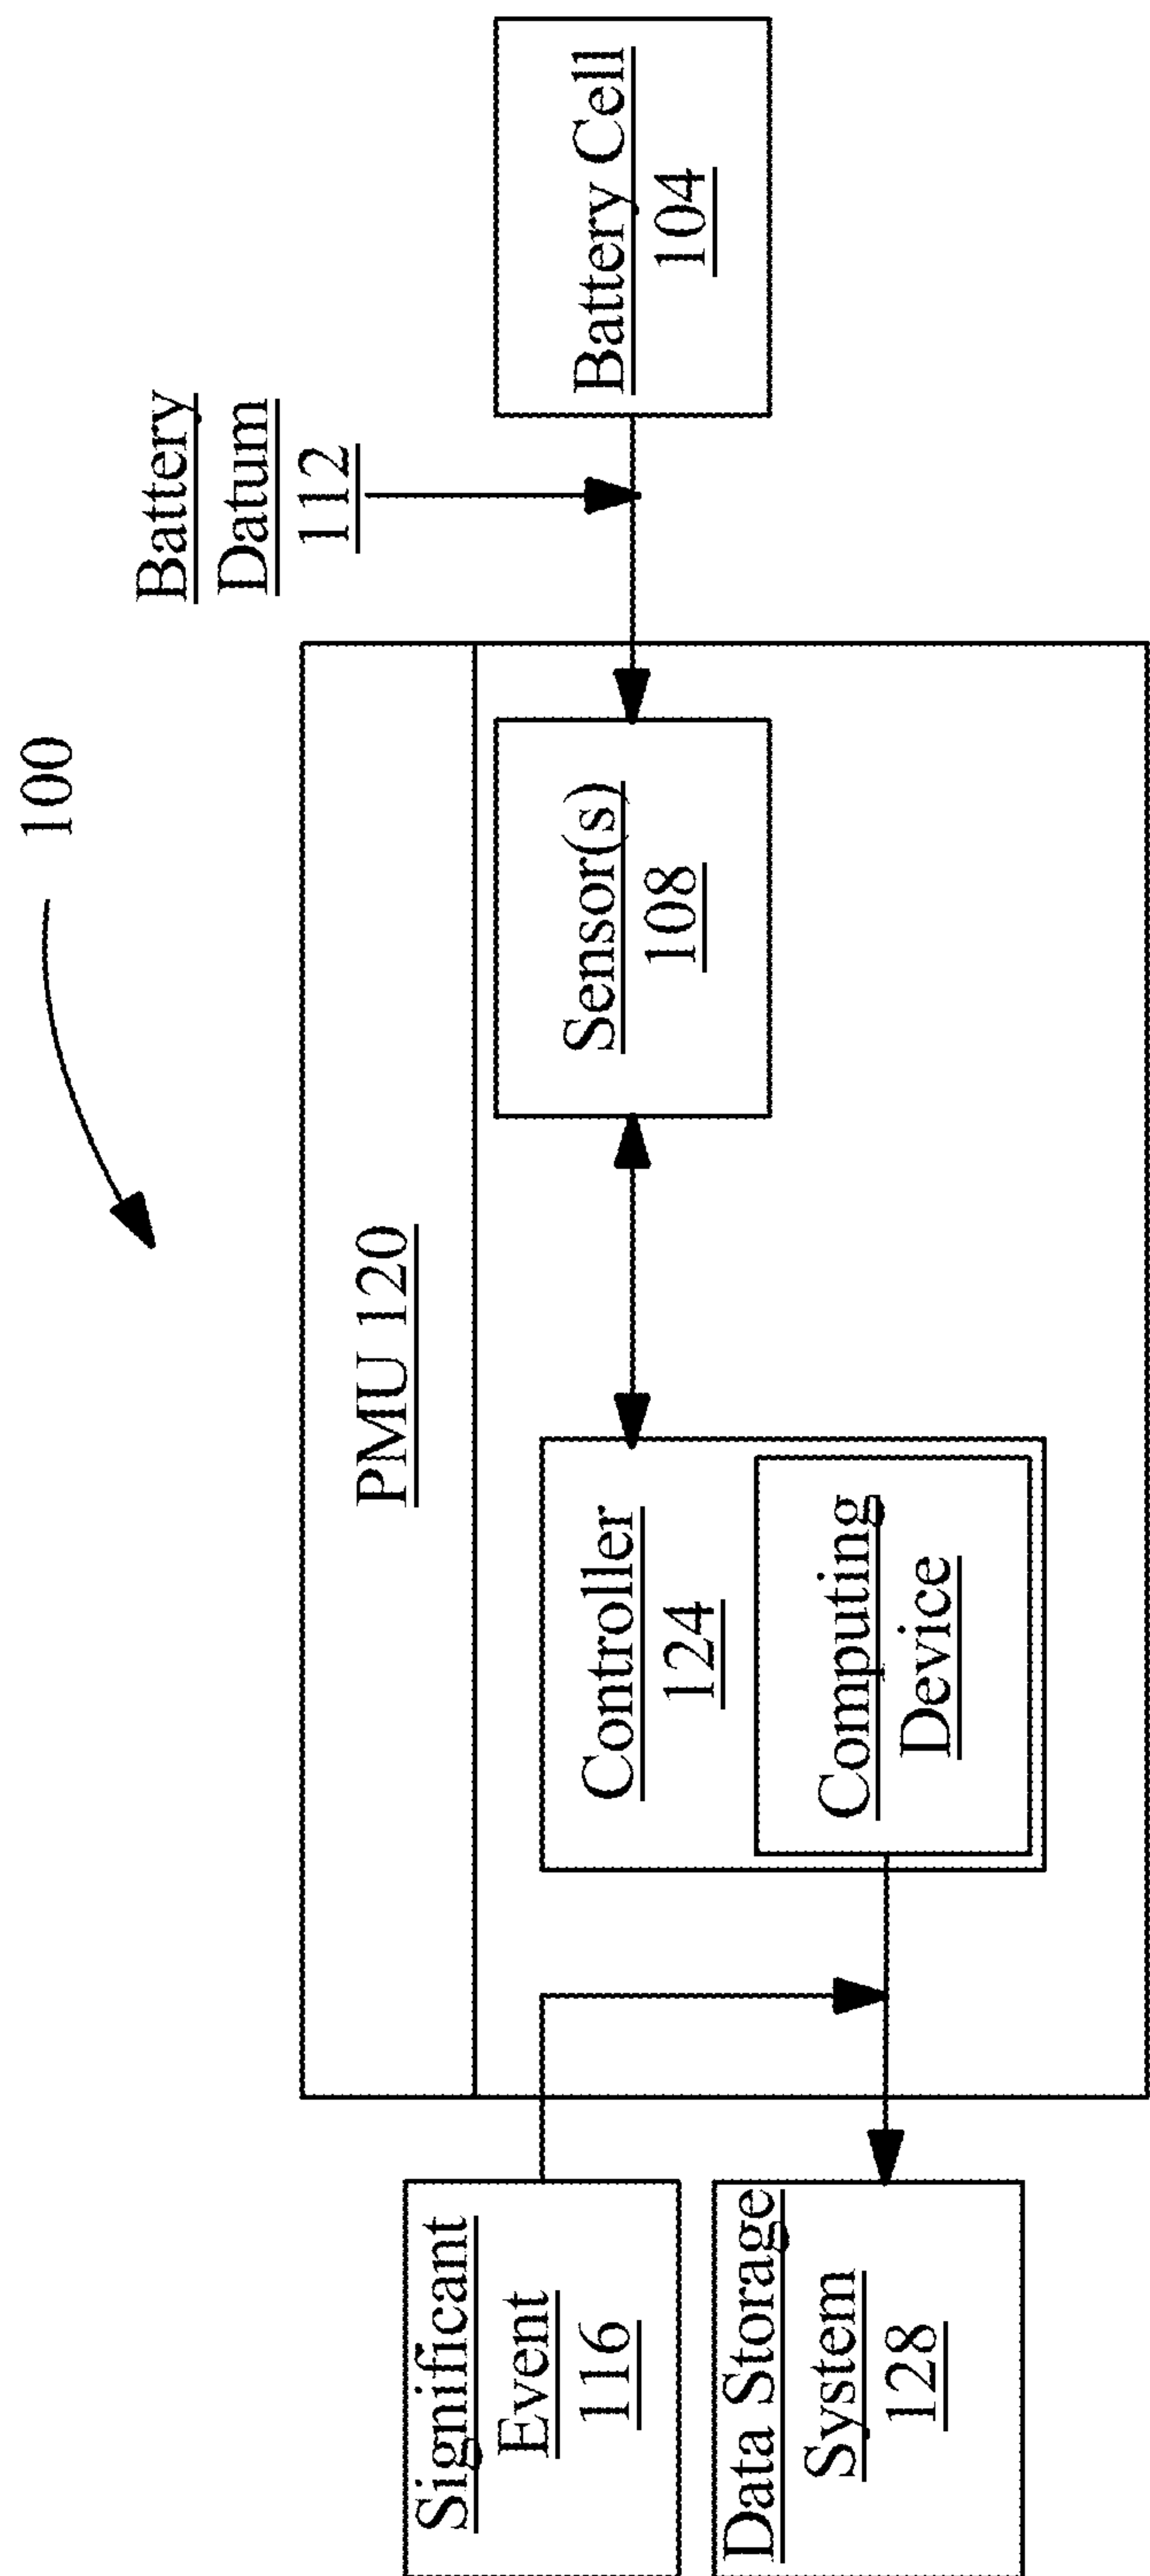 100
Battery
Datum
112
PMU 120
Significant
Event
116
Data Storage
System
128
Controller
124
Computing
Device
Sensor(s)
108
Battery Cell
104